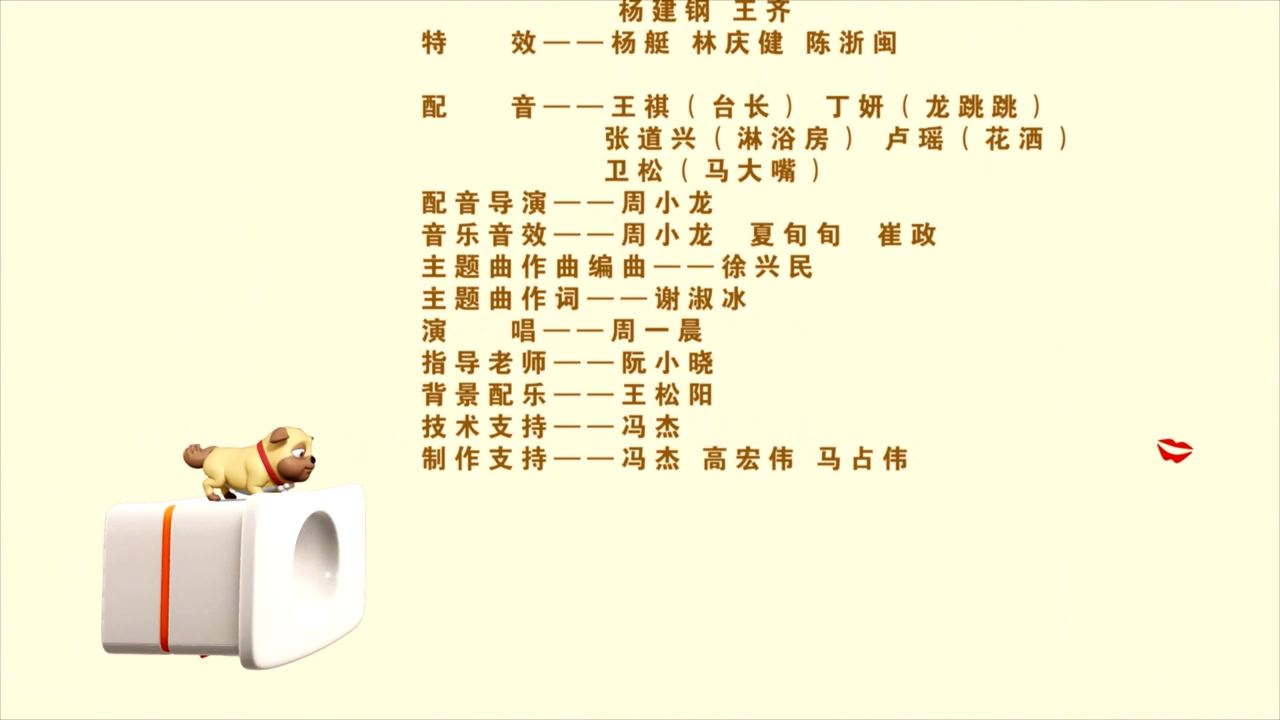 杨建钢 王齐
特 效——杨艇 林庆健 陈浙闽
配 音——王祺（台长） 丁妍（龙跳跳）
张道兴（淋浴房） 卢瑶（花洒）
卫松（马大嘴）
配音导演——周小龙
音乐音效——周小龙 夏旬旬 崔政
主题曲作曲编曲——徐兴民
主题曲作词——谢淑冰
演 唱——周一晨
指导老师——阮小晓
背景配乐——王松阳
技术支持——冯杰
制作支持——冯杰 高宏伟 马占伟